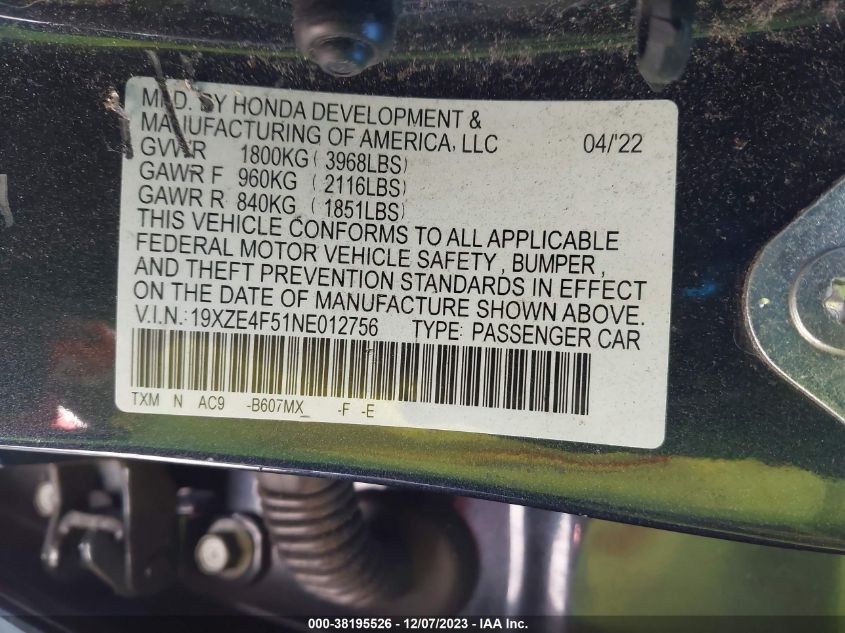 MFD. BY HONDA DEVELOPMENT &
MANUFACTURING OF AMERICA, LLC 04/'22
GVWR 1800KG ( 3968LBS)
GAWR F 960KG ( 2116LBS)
GAWR R 840KG ( 1851LBS)
THIS VEHICLE CONFORMS TO ALL APPLICABLE
FEDERAL MOTOR VEHICLE SAFETY , BUMPER ,
AND THEFT PREVENTION STANDARDS IN EFFECT
ON THE DATE OF MANUFACTURE SHOWN ABOVE.
V.I.N.:19XZE4F51NE012756 TYPE: PASSENGER CAR
TXM N AC9 -B607MX_ -F -E
000-38195526 - 12/07/2023 - IAA Inc.